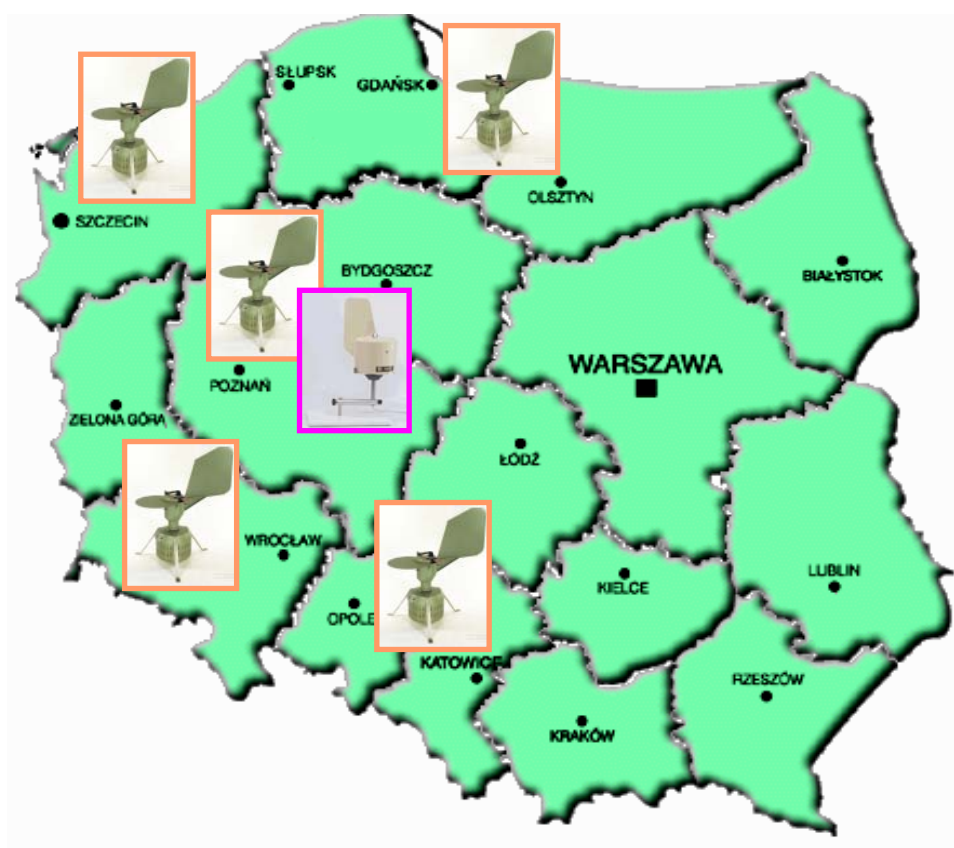 SŁUPSK
GDAŃSK
OLSZTYN
SZCZECIN
BYDGOSZCZ
BIAŁYSTOK
WARSZAWA
POZNAŃ
ZIELONA GÓRA
ŁÓDŹ
WROCŁAW
LUBLIN
KIELCE
OPOLE
KATOWICE
RZESZÓW
KRAKÓW